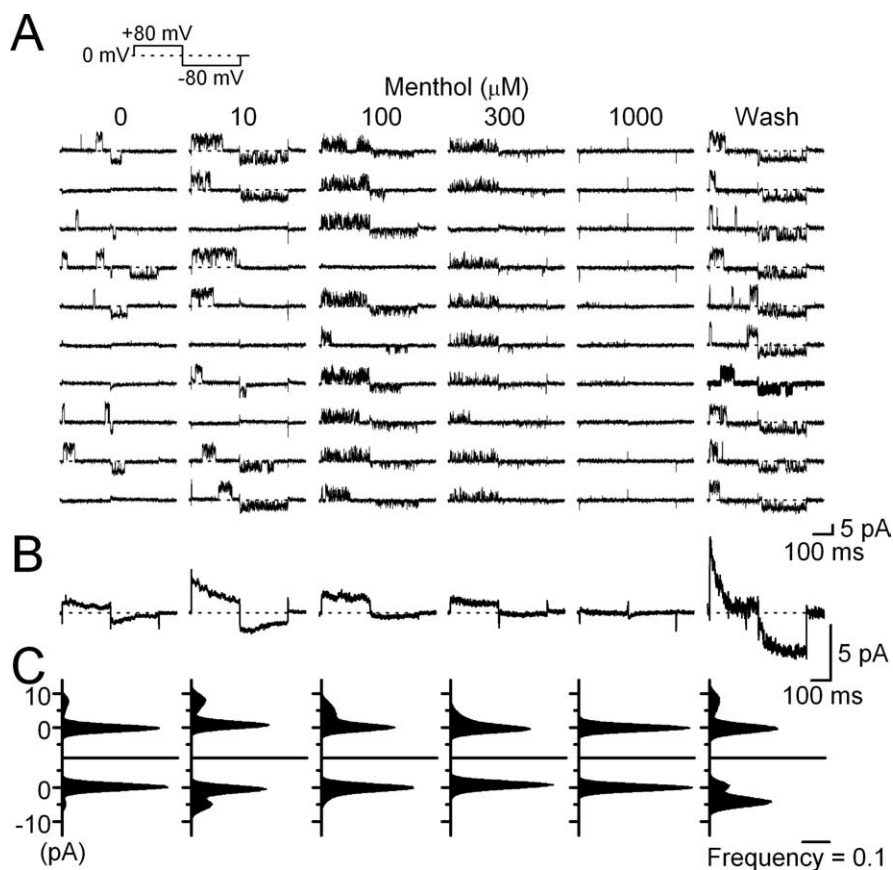 A
+80 mV
0 mV
-80 mV
Menthol (μM)
0 10 100 300 1000 Wash
5 pA
100 ms
B
5 pA
100 ms
C
10
0
0
-10
(pA)
Frequency = 0.1